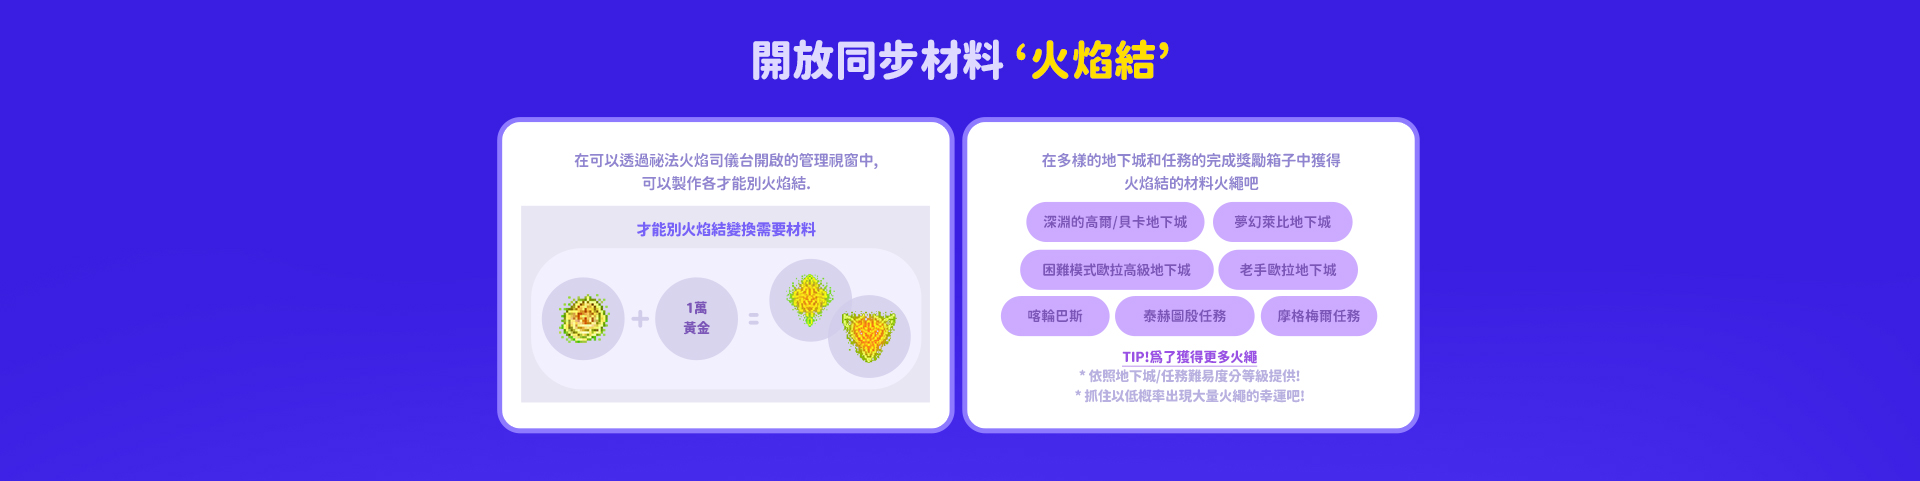 開放同步材料 ‘火焰結’
在可以透過祕法火焰司儀台開啟的管理視窗中,
可以製作各才能別火焰結.
才能別火焰結變換需要材料
+
1萬
黃金
=
在多樣的地下城和任務的完成獎勵箱子中獲得
火焰結的材料火繩吧
深淵的高爾/貝卡地下城
夢幻萊比地下城
困難模式歐拉高級地下城
老手歐拉地下城
喀輪巴斯
泰赫圖殷任務
摩格梅爾任務
TIP!爲了獲得更多火繩
* 依照地下城/任務難易度分等級提供!
* 抓住以低概率出現大量火繩的幸運吧!